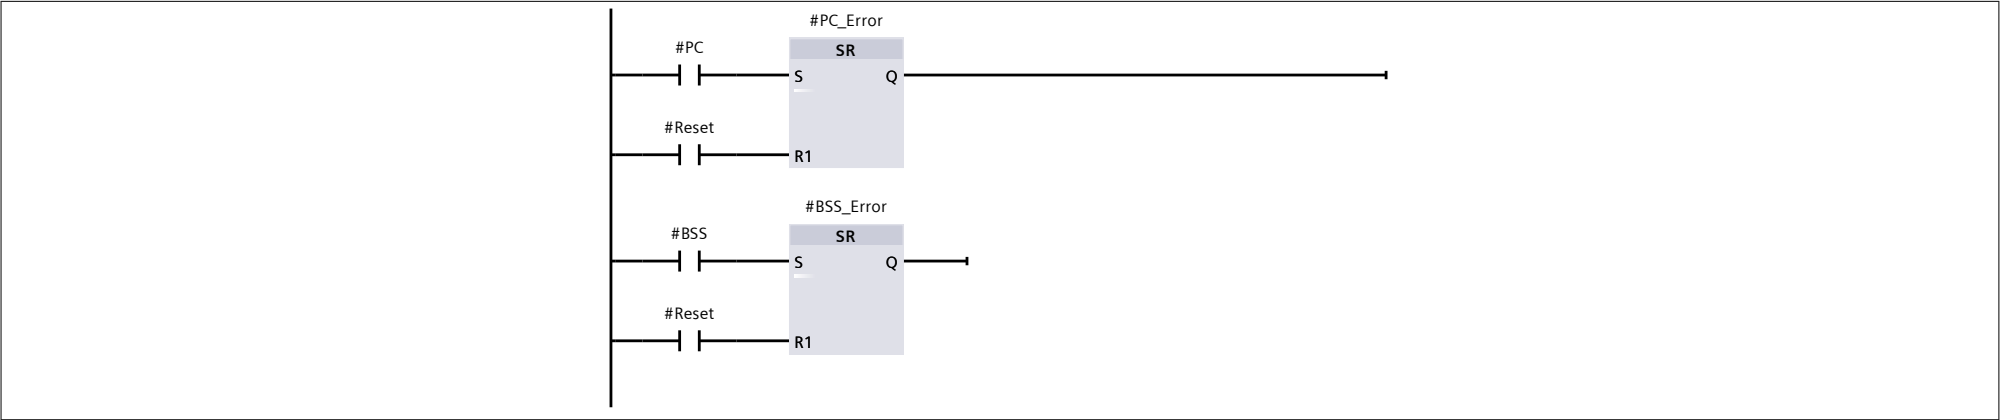 #PC_Error
#PC
SR
S Q
#Reset
R1
#BSS_Error
#BSS
SR
S Q
#Reset
R1